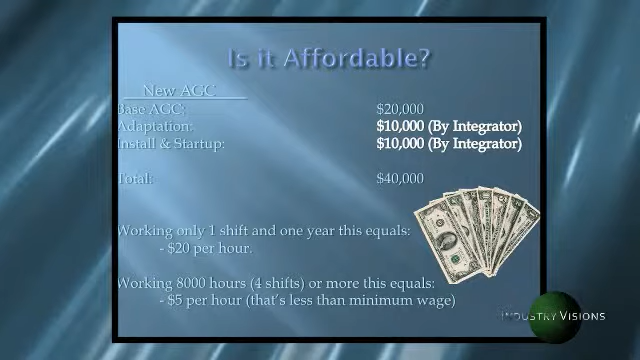 Is it Affordable?
New AGC
Base AGC: $20,000
Adaptation: $10,000 (By Integrator)
Install & Startup: $10,000 (By Integrator)
Total: $40,000
Working only 1 shift and one year this equals:
- $20 per hour.
Working 8000 hours (4 shifts) or more this equals:
- $5 per hour (that's less than minimum wage)
INDUSTRY VISIONS